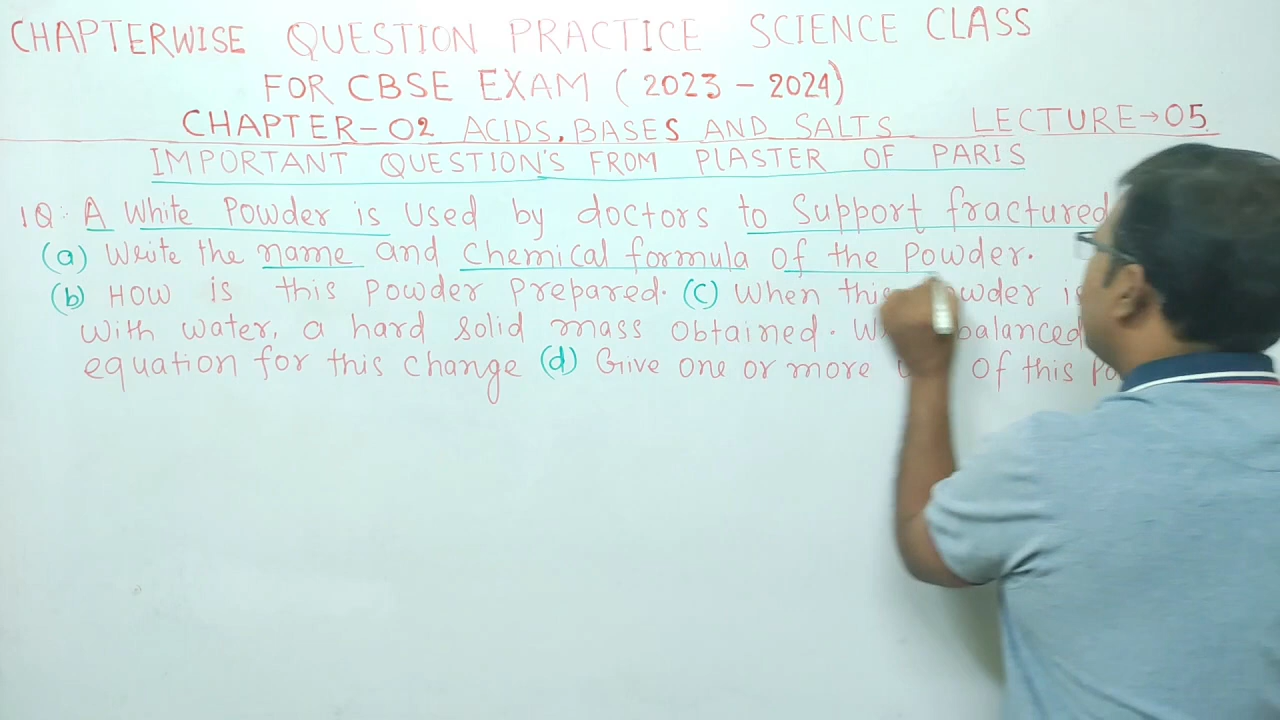 CHAPTERWISE QUESTION PRACTICE SCIENCE CLASS
FOR CBSE EXAM (2023 - 2024)
CHAPTER-02 ACIDS, BASES AND SALTS LECTURE→05.
IMPORTANT QUESTION'S FROM PLASTER OF PARIS
1Q: A White Powder is Used by doctors to Support fractured
(a) Write the name and Chemical formula of the Powder.
(b) HOW is this Powder Prepared. (C) When this
With water, a hard solid mass obtained. balanced
equation for this change (d) Give one or more of this